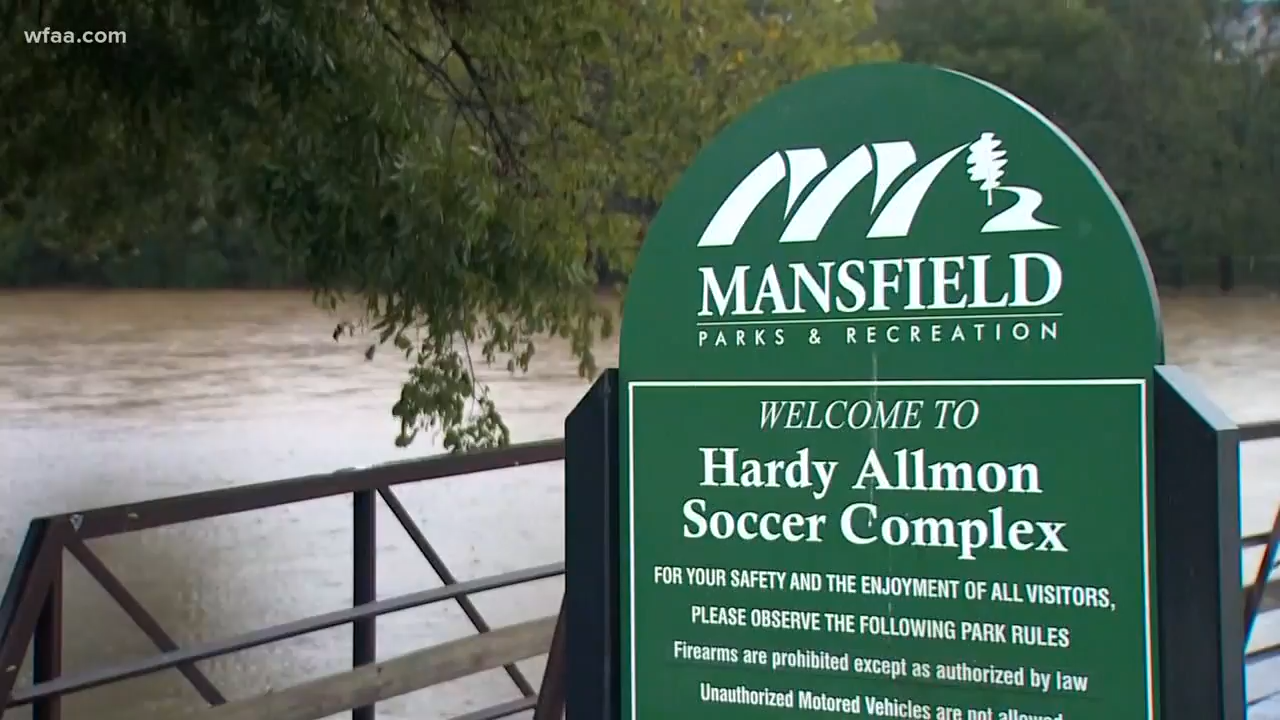 wfaa.com
MANSFIELD
PARKS & RECREATION
WELCOME TO
Hardy Allmon
Soccer Complex
FOR YOUR SAFETY AND THE ENJOYMENT OF ALL VISITORS,
PLEASE OBSERVE THE FOLLOWING PARK RULES
Firearms are prohibited except as authorized by law
Unauthorized Motored Vehicles are not allowed